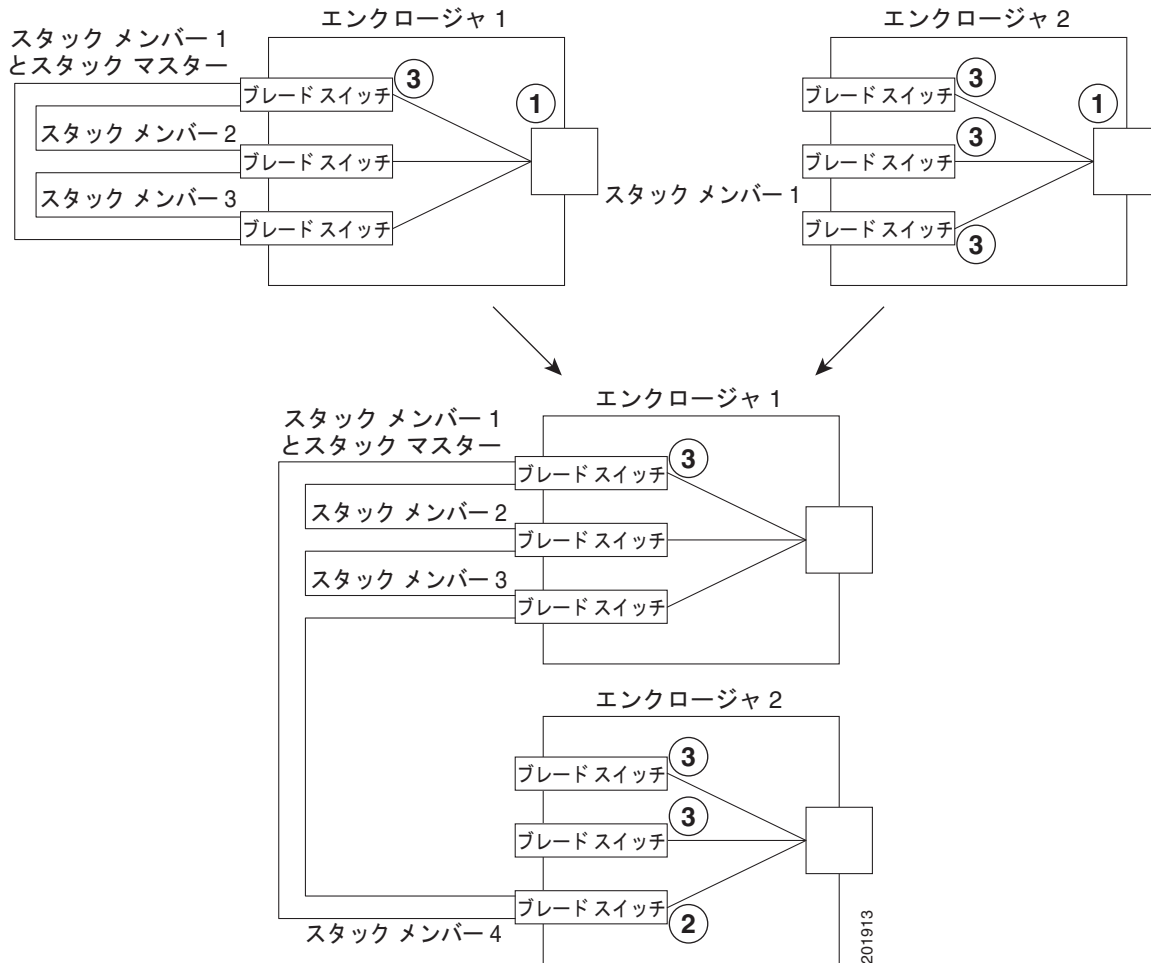 エンクロージャ 1
スタック メンバー 1
とスタック マスター
ブレード スイッチ
3
1
スタック メンバー 2
ブレード スイッチ
スタック メンバー 3
ブレード スイッチ
エンクロージャ 2
ブレード スイッチ
3
1
ブレード スイッチ
3
スタック メンバー 1
ブレード スイッチ
3
エンクロージャ 1
スタック メンバー 1
とスタック マスター
ブレード スイッチ
3
スタック メンバー 2
ブレード スイッチ
スタック メンバー 3
ブレード スイッチ
エンクロージャ 2
ブレード スイッチ
3
ブレード スイッチ
3
ブレード スイッチ
2
スタック メンバー 4
201913